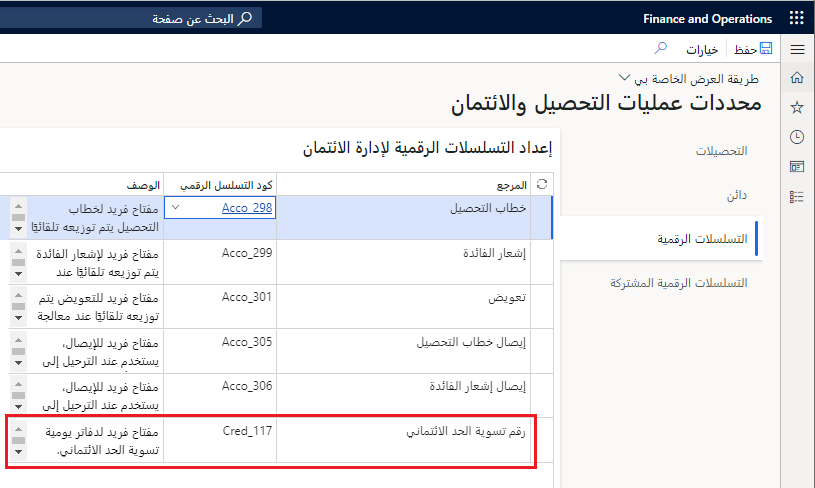 Finance and Operations
البحث عن صفحة
حفظ
خيارات
طريقة العرض الخاصة بي
محددات عمليات التحصيل والائتمان
التحصيلات
دائن
التسلسلات الرقمية
التسلسلات الرقمية المشتركة
إعداد التسلسلات الرقمية لإدارة الائتمان
المرجع
كود التسلسل الرقمي
الوصف
خطاب التحصيل
Acco_298
مفتاح فريد لخطاب
التحصيل يتم توزيعه تلقائيًا
إشعار الفائدة
Acco_299
مفتاح فريد لإشعار الفائدة
يتم توزيعه تلقائيًا عند
تعويض
Acco_301
مفتاح فريد للتعويض يتم
توزيعه تلقائيًا عند معالجة
إيصال خطاب التحصيل
Acco_305
مفتاح فريد للإيصال،
يستخدم عند الترحيل إلى
إيصال إشعار الفائدة
Acco_306
مفتاح فريد للإيصال،
يستخدم عند الترحيل إلى
رقم تسوية الحد الائتماني
Cred_117
مفتاح فريد لدفاتر يومية
تسوية الحد الائتماني.